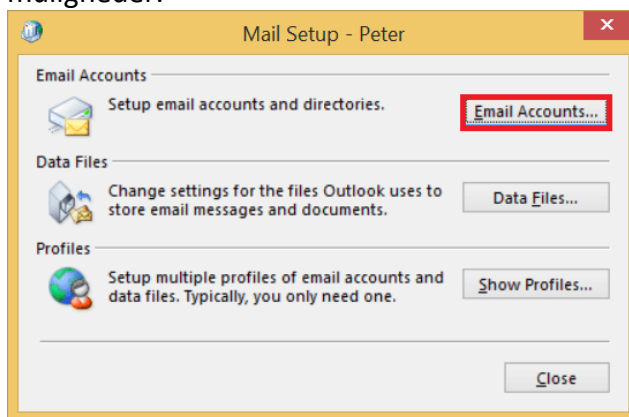 muligheder.
Mail Setup - Peter
Email Accounts
Setup email accounts and directories.
Email Accounts...
Data Files
Change settings for the files Outlook uses to
store email messages and documents.
Data Files...
Profiles
Setup multiple profiles of email accounts and
data files. Typically, you only need one.
Show Profiles...
Close